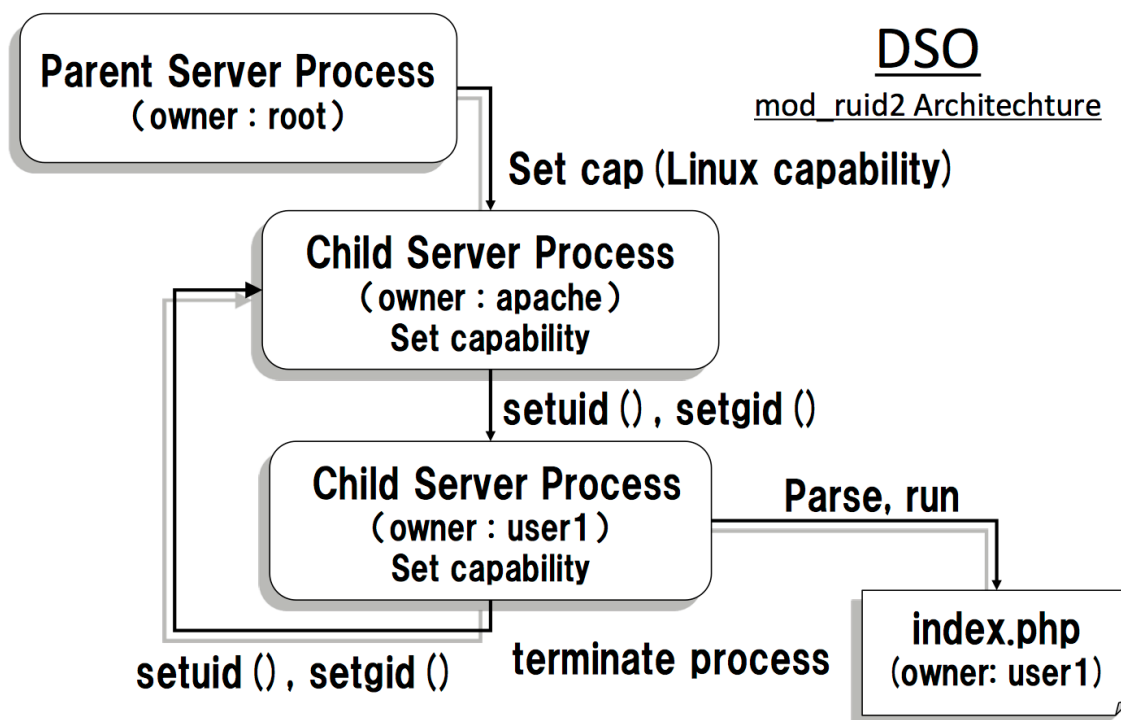 DSO
mod_ruid2 Architechture
Parent Server Process
(owner : root)
Set cap (Linux capability)
Child Server Process
(owner : apache)
Set capability
setuid (), setgid ()
Child Server Process
(owner : user1)
Set capability
Parse, run
index.php
(owner: user1)
terminate process
setuid (), setgid ()